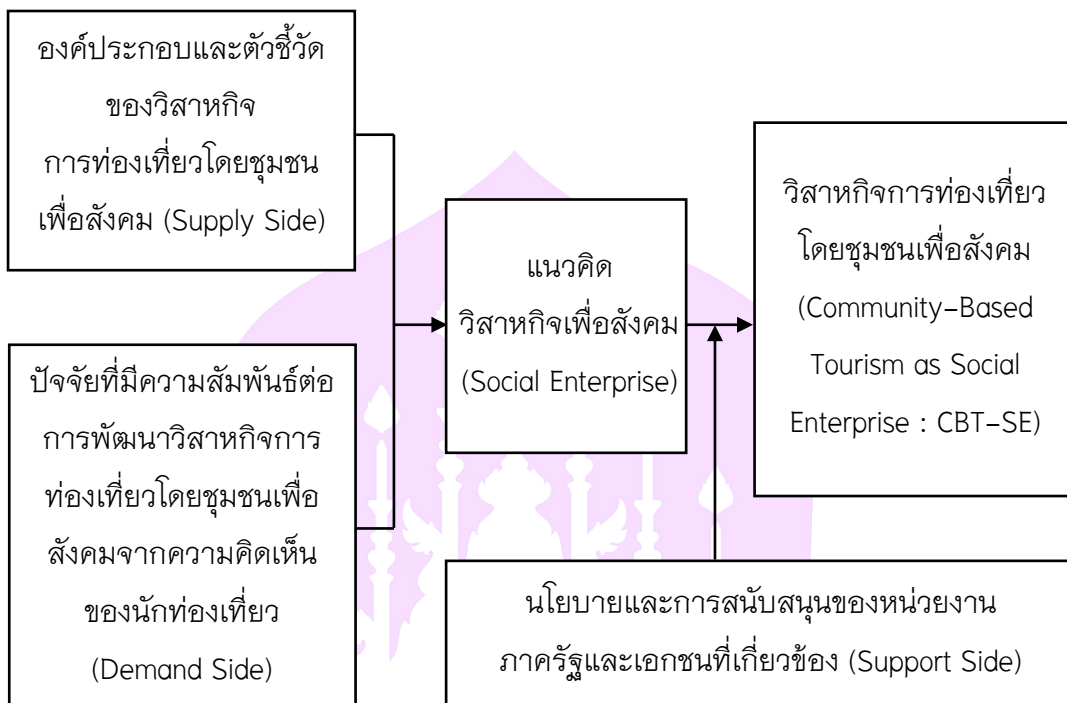 องค์ประกอบและตัวชี้วัด
ของวิสาหกิจ
การท่องเที่ยวโดยชุมชน
เพื่อสังคม (Supply Side)
ปัจจัยที่มีความสัมพันธ์ต่อ
การพัฒนาวิสาหกิจการ
ท่องเที่ยวโดยชุมชนเพื่อ
สังคมจากความคิดเห็น
ของนักท่องเที่ยว
(Demand Side)
แนวคิด
วิสาหกิจเพื่อสังคม
(Social Enterprise)
วิสาหกิจการท่องเที่ยว
โดยชุมชนเพื่อสังคม
(Community-Based
Tourism as Social
Enterprise : CBT-SE)
นโยบายและการสนับสนุนของหน่วยงาน
ภาครัฐและเอกชนที่เกี่ยวข้อง (Support Side)